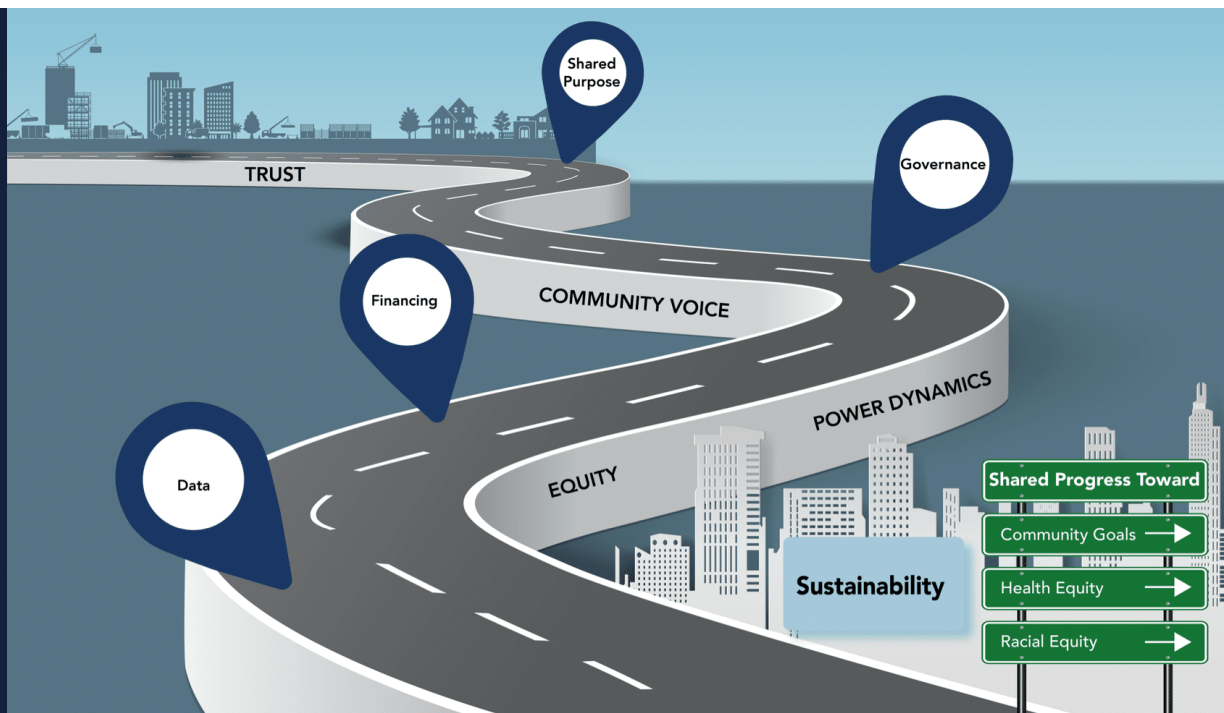 Shared
Purpose
TRUST
Governance
Financing
COMMUNITY VOICE
POWER DYNAMICS
EQUITY
Data
Shared Progress Toward
Community Goals
Health Equity
Racial Equity
Sustainability